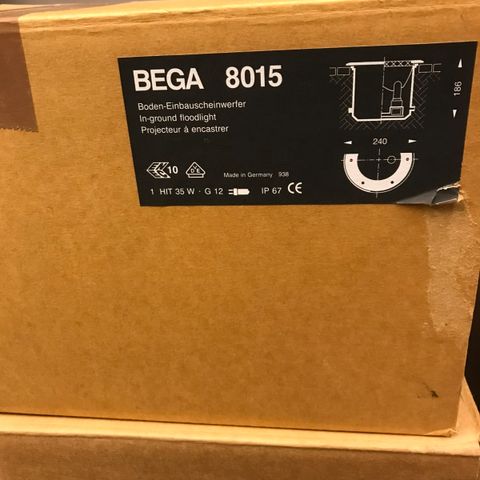 BEGA 8015
Boden-Einbauscheinwerfer
In-ground floodlight
Projecteur à encastrer
186
240
10
Made in Germany 938
1 HIT 35 W · G 12 IP 67 CE